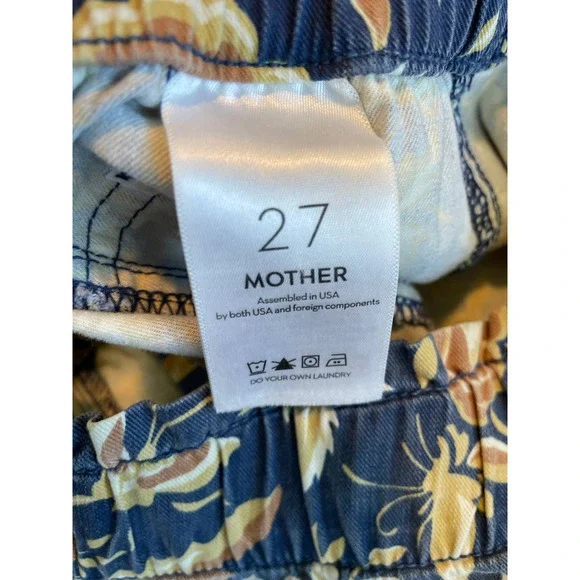 27
MOTHER
Assembled in USA
by both USA and foreign components
DO YOUR OWN LAUNDRY